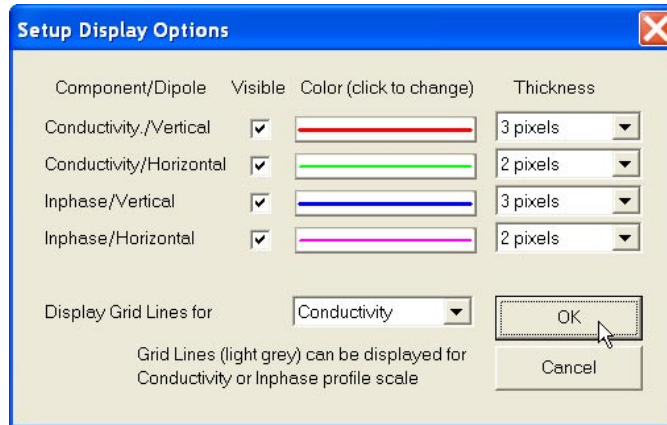 Setup Display Options
Component/Dipole Visible Color (click to change) Thickness
Conductivity./Vertical 3 pixels
Conductivity/Horizontal 2 pixels
Inphase/Vertical 3 pixels
Inphase/Horizontal 2 pixels
Display Grid Lines for Conductivity OK
Grid Lines (light grey) can be displayed for
Conductivity or Inphase profile scale
Cancel